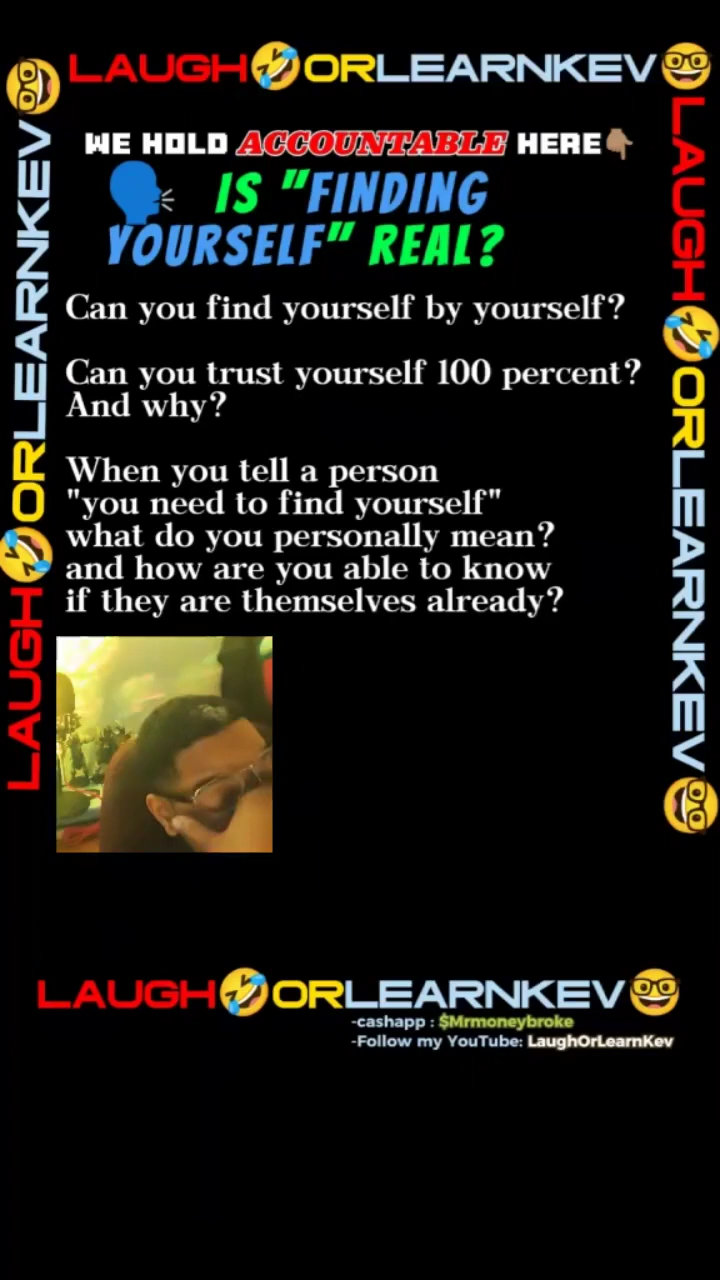 LAUGH🤣ORLEARNKEV🤓
LAUGH🤣ORLEARNKEV🤓
LAUGH🤣ORLEARNKEV🤓
WE HOLD ACCOUNTABLE HERE👇🏽
🗣 IS "FINDING
YOURSELF" REAL?
Can you find yourself by yourself?
Can you trust yourself 100 percent?
And why?
When you tell a person
"you need to find yourself"
what do you personally mean?
and how are you able to know
if they are themselves already?
LAUGH🤣ORLEARNKEV🤓
-cashapp : $Mrmoneybroke
-Follow my YouTube: LaughOrLearnKev